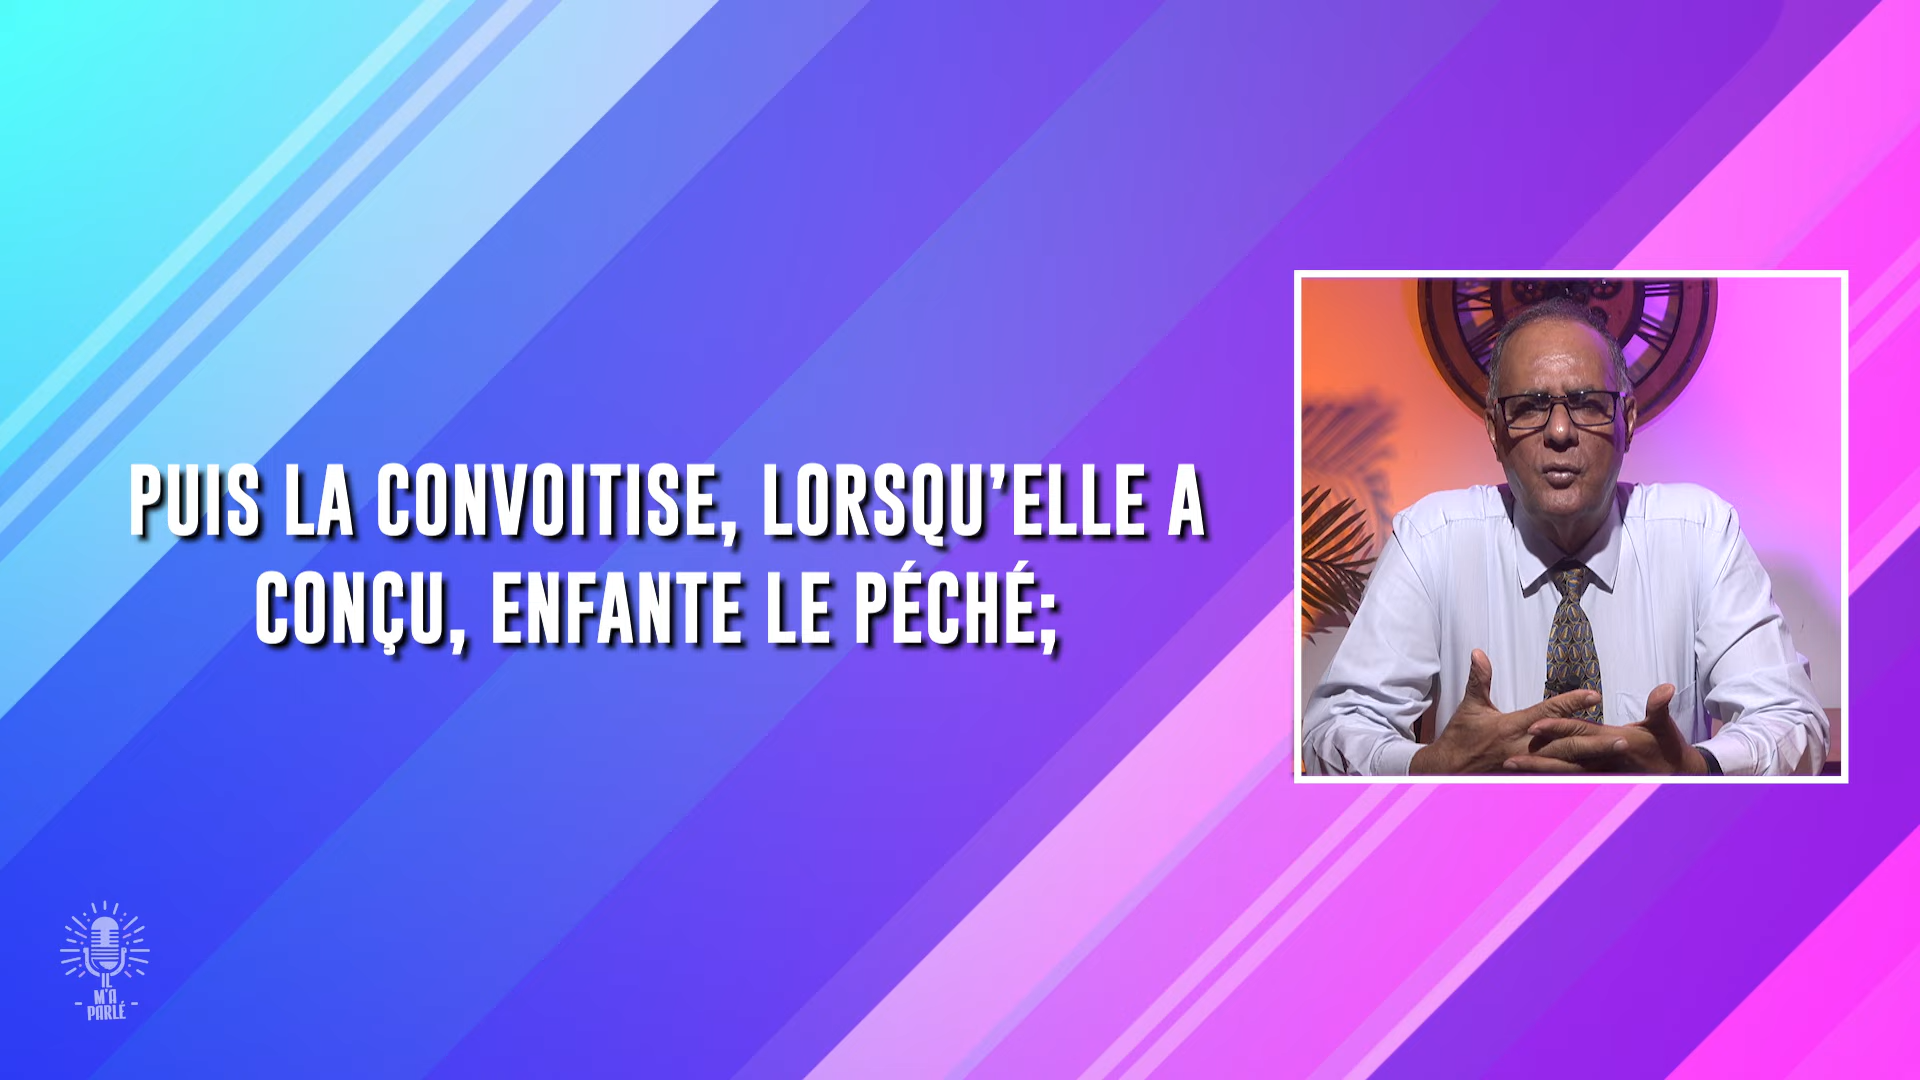 PUIS LA CONVOITISE, LORSQU’ELLE A
CONÇU, ENFANTE LE PÉCHÉ;
IL
M'A
PARLÉ